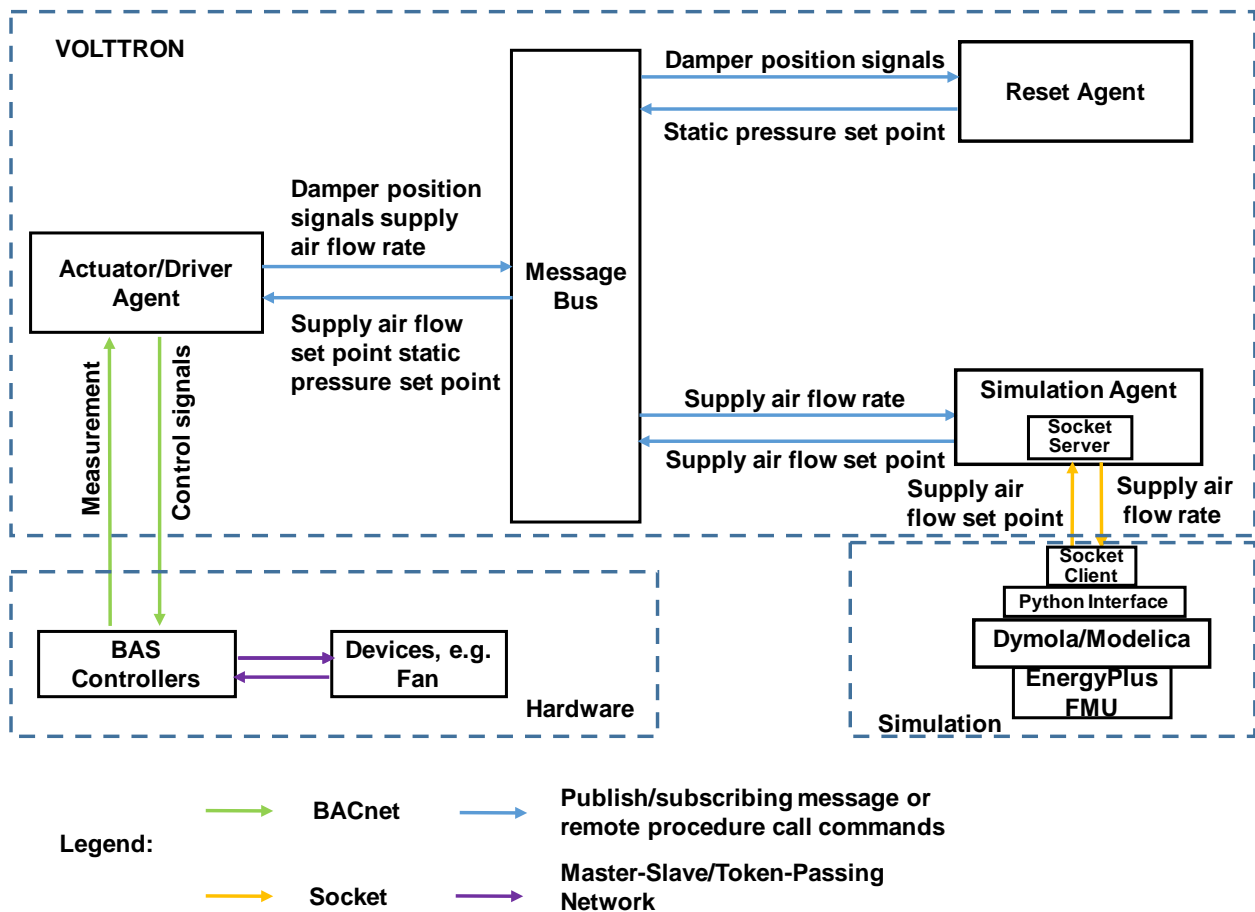 VOLTTRON
Damper position signals
Reset Agent
Static pressure set point
Damper position
signals supply
air flow rate
Actuator/Driver
Agent
Message
Bus
Supply air flow
set point static
pressure set point
Measurement
Control signals
Supply air flow rate
Simulation Agent
Socket
Server
Supply air flow set point
Supply air
flow set point
Supply air
flow rate
Socket
Client
Python Interface
Dymola/Modelica
EnergyPlus
FMU
Simulation
BAS
Controllers
Devices, e.g.
Fan
Hardware
Legend:
BACnet
Publish/subscribing message or
remote procedure call commands
Socket
Master-Slave/Token-Passing
Network